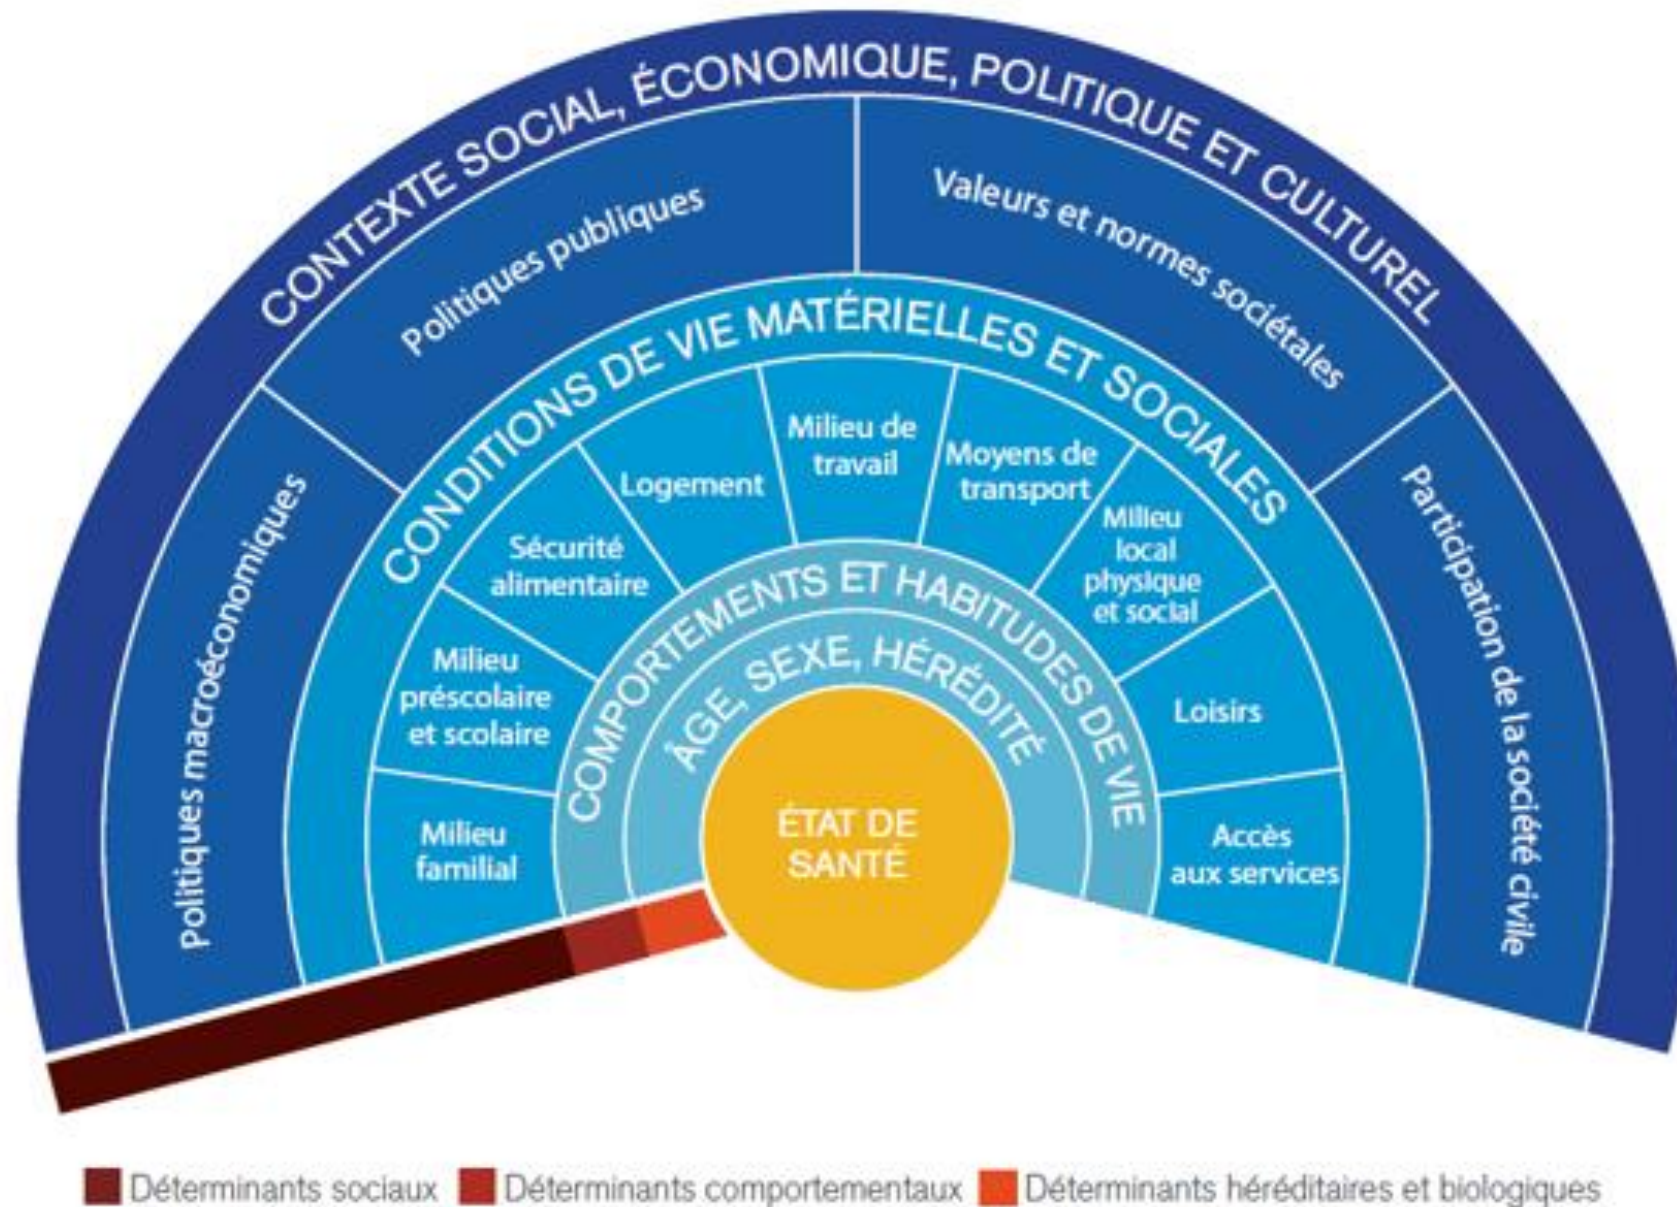 CONTEXTE SOCIAL, ÉCONOMIQUE, POLITIQUE ET CULTUREL
Politiques macroéconomiques
Politiques publiques
Valeurs et normes sociétales
Participation de la société civile
CONDITIONS DE VIE MATÉRIELLES ET SOCIALES
Milieu
familial
Milieu
préscolaire
et scolaire
Sécurité
alimentaire
Logement
Milieu de
travail
Moyens de
transport
Milieu
local
physique
et social
Loisirs
Accès
aux services
COMPORTEMENTS ET HABITUDES DE VIE
ÂGE, SEXE, HÉRÉDITÉ
ÉTAT DE
SANTÉ
Déterminants sociaux
Déterminants comportementaux
Déterminants héréditaires et biologiques